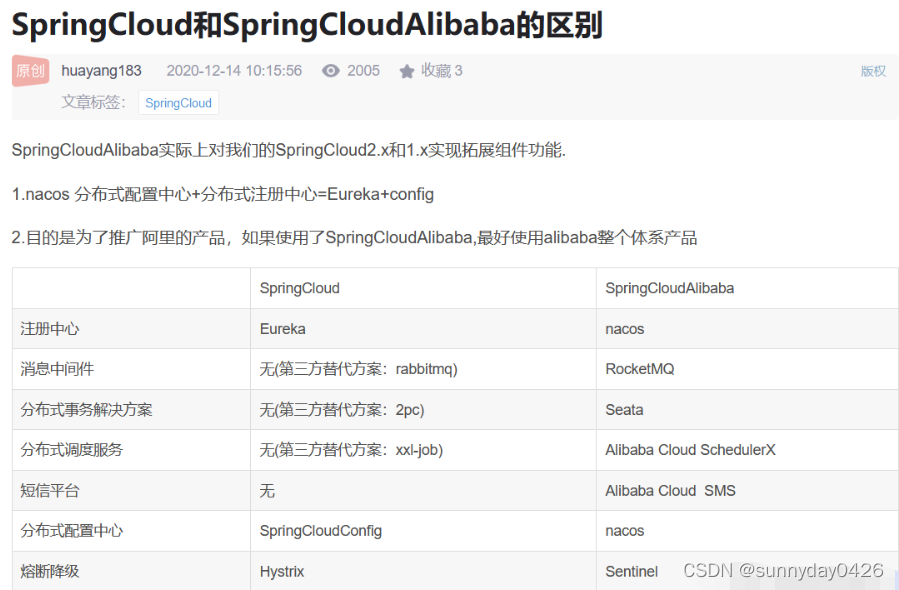 SpringCloud和SpringCloudAlibaba的区别
原创 huayang183 2020-12-14 10:15:56 2005 收藏 3 版权
文章标签： SpringCloud
SpringCloudAlibaba实际上对我们的SpringCloud2.x和1.x实现拓展组件功能.
1.nacos 分布式配置中心+分布式注册中心=Eureka+config
2.目的是为了推广阿里的产品，如果使用了SpringCloudAlibaba,最好使用alibaba整个体系产品
SpringCloud SpringCloudAlibaba
注册中心 Eureka nacos
消息中间件 无(第三方替代方案：rabbitmq) RocketMQ
分布式事务解决方案 无(第三方替代方案：2pc) Seata
分布式调度服务 无(第三方替代方案：xxl-job) Alibaba Cloud SchedulerX
短信平台 无 Alibaba Cloud  SMS
分布式配置中心 SpringCloudConfig nacos
熔断降级 Hystrix Sentinel
CSDN @sunnyday0426